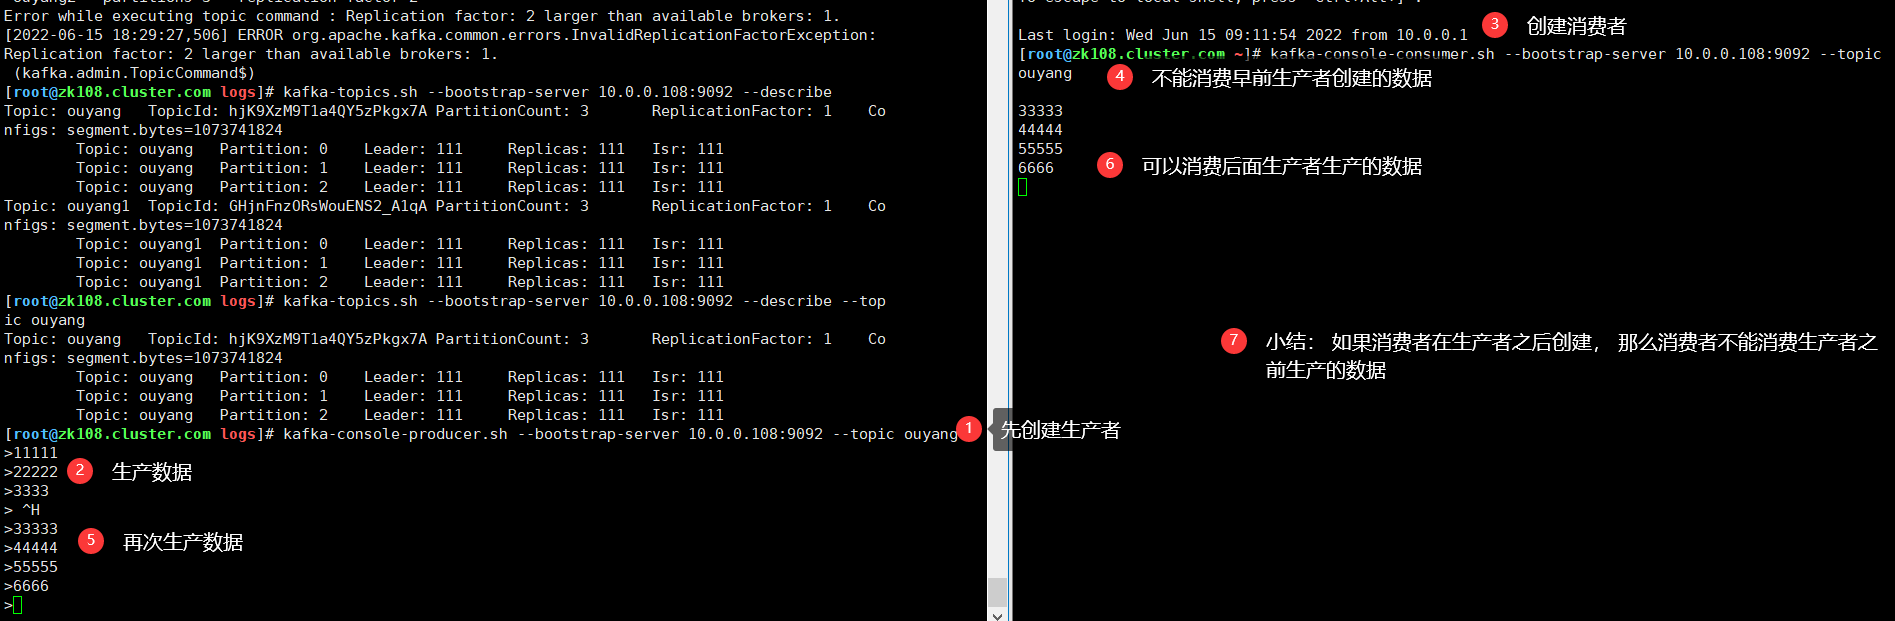 Error while executing topic command : Replication factor: 2 larger than available brokers: 1.
[2022-06-15 18:29:27,506] ERROR org.apache.kafka.common.errors.InvalidReplicationFactorException:
Replication factor: 2 larger than available brokers: 1.
(kafka.admin.TopicCommand$)
[root@zk108.cluster.com logs]# kafka-topics.sh --bootstrap-server 10.0.0.108:9092 --describe
Topic: ouyang   TopicId: hjK9XzM9T1a4QY5zPkgx7A PartitionCount: 3       ReplicationFactor: 1    Co
nfigs: segment.bytes=1073741824
Topic: ouyang   Partition: 0    Leader: 111     Replicas: 111   Isr: 111
Topic: ouyang   Partition: 1    Leader: 111     Replicas: 111   Isr: 111
Topic: ouyang   Partition: 2    Leader: 111     Replicas: 111   Isr: 111
Topic: ouyang1  TopicId: GHjnFnzORsWouENS2_A1qA PartitionCount: 3       ReplicationFactor: 1    Co
nfigs: segment.bytes=1073741824
Topic: ouyang1  Partition: 0    Leader: 111     Replicas: 111   Isr: 111
Topic: ouyang1  Partition: 1    Leader: 111     Replicas: 111   Isr: 111
Topic: ouyang1  Partition: 2    Leader: 111     Replicas: 111   Isr: 111
[root@zk108.cluster.com logs]# kafka-topics.sh --bootstrap-server 10.0.0.108:9092 --describe --top
ic ouyang
Topic: ouyang   TopicId: hjK9XzM9T1a4QY5zPkgx7A PartitionCount: 3       ReplicationFactor: 1    Co
nfigs: segment.bytes=1073741824
Topic: ouyang   Partition: 0    Leader: 111     Replicas: 111   Isr: 111
Topic: ouyang   Partition: 1    Leader: 111     Replicas: 111   Isr: 111
Topic: ouyang   Partition: 2    Leader: 111     Replicas: 111   Isr: 111
[root@zk108.cluster.com logs]# kafka-console-producer.sh --bootstrap-server 10.0.0.108:9092 --topic ouyang
1 先创建生产者
>11111
>22222
2 生产数据
>3333
> ^H
>33333
>44444
5 再次生产数据
>55555
>6666
>
3 创建消费者
Last login: Wed Jun 15 09:11:54 2022 from 10.0.0.1
[root@zk108.cluster.com ~]# kafka-console-consumer.sh --bootstrap-server 10.0.0.108:9092 --topic
ouyang
4 不能消费早前生产者创建的数据
33333
44444
55555
6666
6 可以消费后面生产者生产的数据
7 小结： 如果消费者在生产者之后创建， 那么消费者不能消费生产者之
前生产的数据